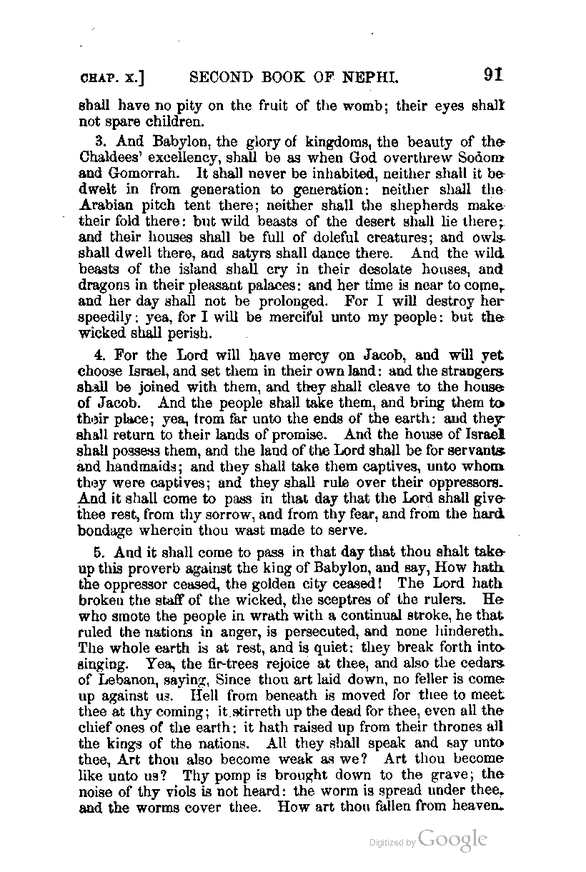 CHAP. X.] SECOND BOOK OF NEPHI. 91
shall have no pity on the fruit of the womb; their eyes shall
not spare children.
3. And Babylon, the glory of kingdoms, the beauty of the
Chaldees' excellency, shall be as when God overthrew Sodom
and Gomorrah. It shall never be inhabited, neither shall it be
dwelt in from generation to generation: neither shall the
Arabian pitch tent there; neither shall the shepherds make
their fold there: but wild beasts of the desert shall lie there;
and their houses shall be full of doleful creatures; and owls
shall dwell there, and satyrs shall dance there. And the wild
beasts of the island shall cry in their desolate houses, and
dragons in their pleasant palaces: and her time is near to come,
and her day shall not be prolonged. For I will destroy her
speedily; yea, for I will be merciful unto my people: but the
wicked shall perish.
4. For the Lord will have mercy on Jacob, and will yet
choose Israel, and set them in their own land: and the strangers
shall be joined with them, and they shall cleave to the house
of Jacob. And the people shall take them, and bring them to
their place; yea, from far unto the ends of the earth: and they
shall return to their lands of promise. And the house of Israel
shall possess them, and the land of the Lord shall be for servants
and handmaids; and they shall take them captives, unto whom
they were captives; and they shall rule over their oppressors.
And it shall come to pass in that day that the Lord shall give
thee rest, from thy sorrow, and from thy fear, and from the hard
bondage wherein thou wast made to serve.
5. And it shall come to pass in that day that thou shalt take
up this proverb against the king of Babylon, and say, How hath
the oppressor ceased, the golden city ceased! The Lord hath
broken the staff of the wicked, the sceptres of the rulers. He
who smote the people in wrath with a continual stroke, he that
ruled the nations in anger, is persecuted, and none hindereth.
The whole earth is at rest, and is quiet: they break forth into
singing. Yea, the fir-trees rejoice at thee, and also the cedars
of Lebanon, saying, Since thou art laid down, no feller is come
up against us. Hell from beneath is moved for thee to meet
thee at thy coming; it stirreth up the dead for thee, even all the
chief ones of the earth; it hath raised up from their thrones all
the kings of the nations. All they shall speak and say unto
thee, Art thou also become weak as we? Art thou become
like unto us? Thy pomp is brought down to the grave; the
noise of thy viols is not heard: the worm is spread under thee,
and the worms cover thee. How art thou fallen from heaven,
Digitized by Google